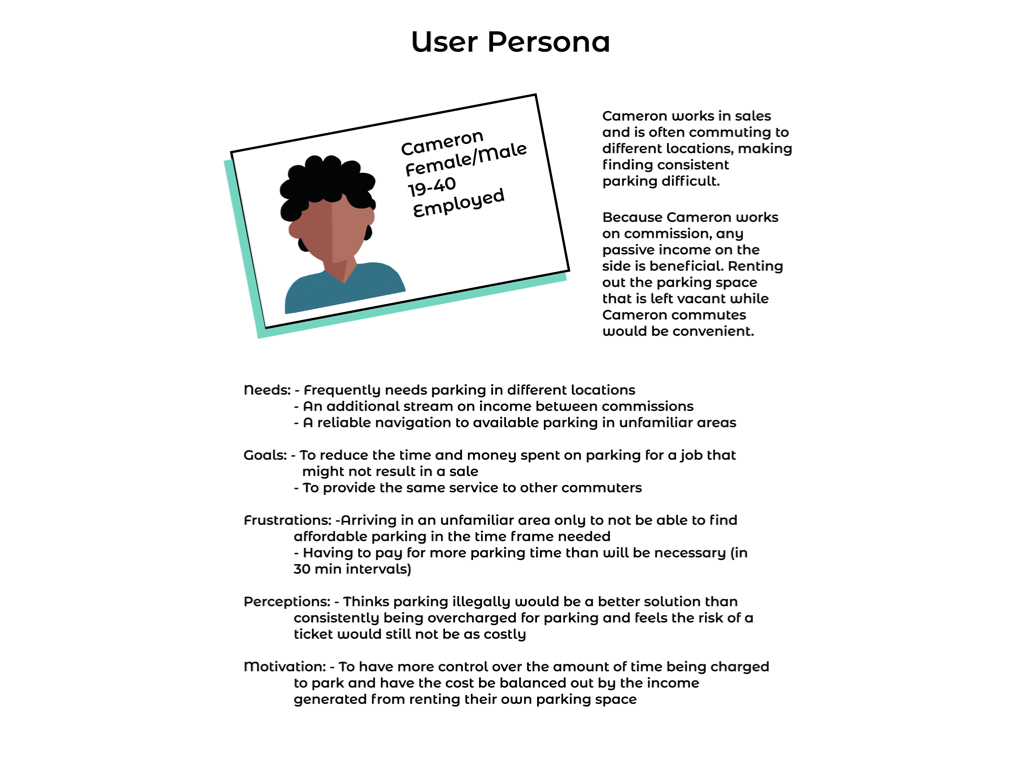 User Persona
Cameron
Female/Male
19-40
Employed
Cameron works in sales
and is often commuting to
different locations, making
finding consistent
parking difficult.
Because Cameron works
on commission, any
passive income on the
side is beneficial. Renting
out the parking space
that is left vacant while
Cameron commutes
would be convenient.
Needs: - Frequently needs parking in different locations
- An additional stream on income between commissions
- A reliable navigation to available parking in unfamiliar areas
Goals: - To reduce the time and money spent on parking for a job that
might not result in a sale
- To provide the same service to other commuters
Frustrations: -Arriving in an unfamiliar area only to not be able to find
affordable parking in the time frame needed
- Having to pay for more parking time than will be necessary (in
30 min intervals)
Perceptions: - Thinks parking illegally would be a better solution than
consistently being overcharged for parking and feels the risk of a
ticket would still not be as costly
Motivation: - To have more control over the amount of time being charged
to park and have the cost be balanced out by the income
generated from renting their own parking space